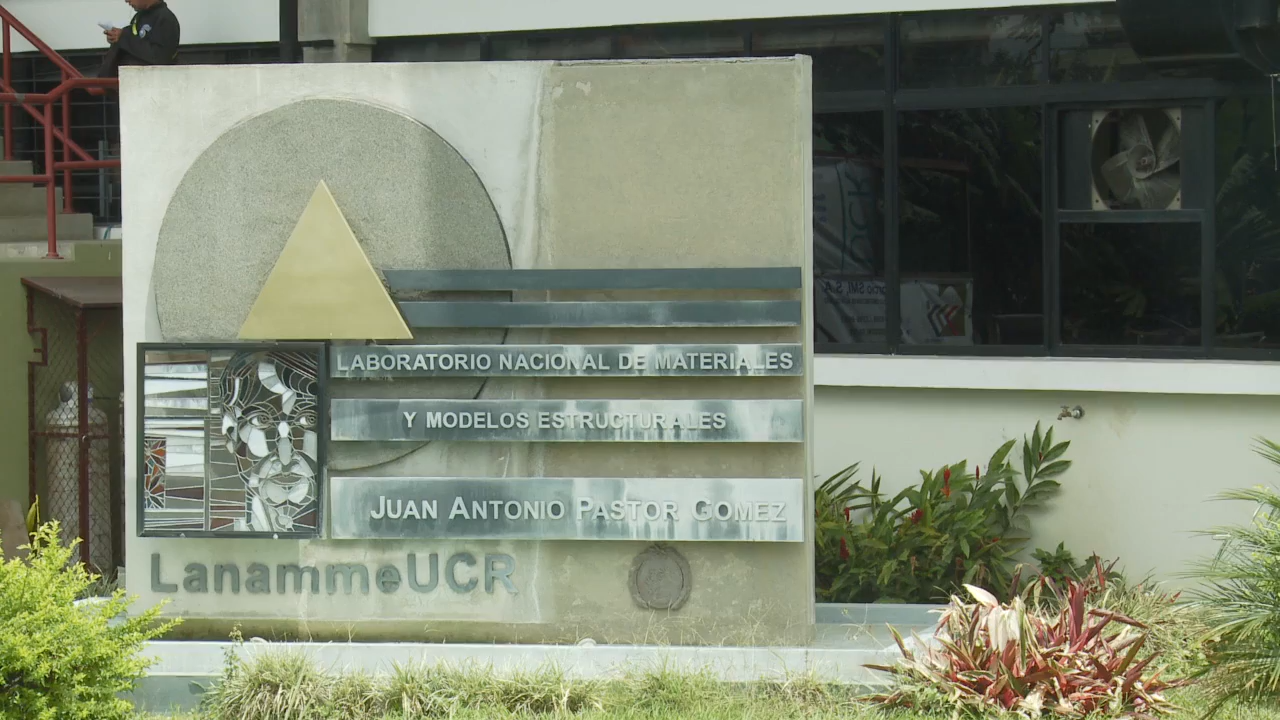 LABORATORIO NACIONAL DE MATERIALES
Y MODELOS ESTRUCTURALES
JUAN ANTONIO PASTOR GOMEZ
LanammeUCR